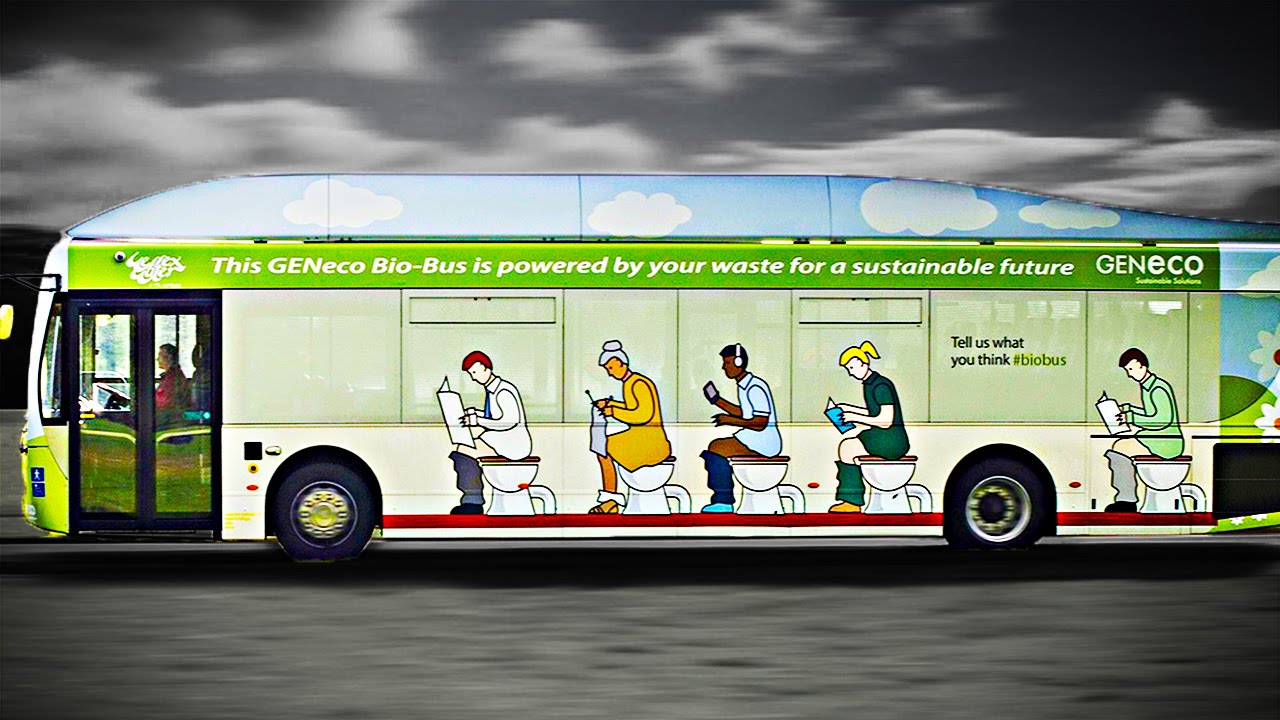 This GENeco Bio-Bus is powered by your waste for a sustainable future
GENeco
Sustainable Solutions
Tell us what
you think #biobus